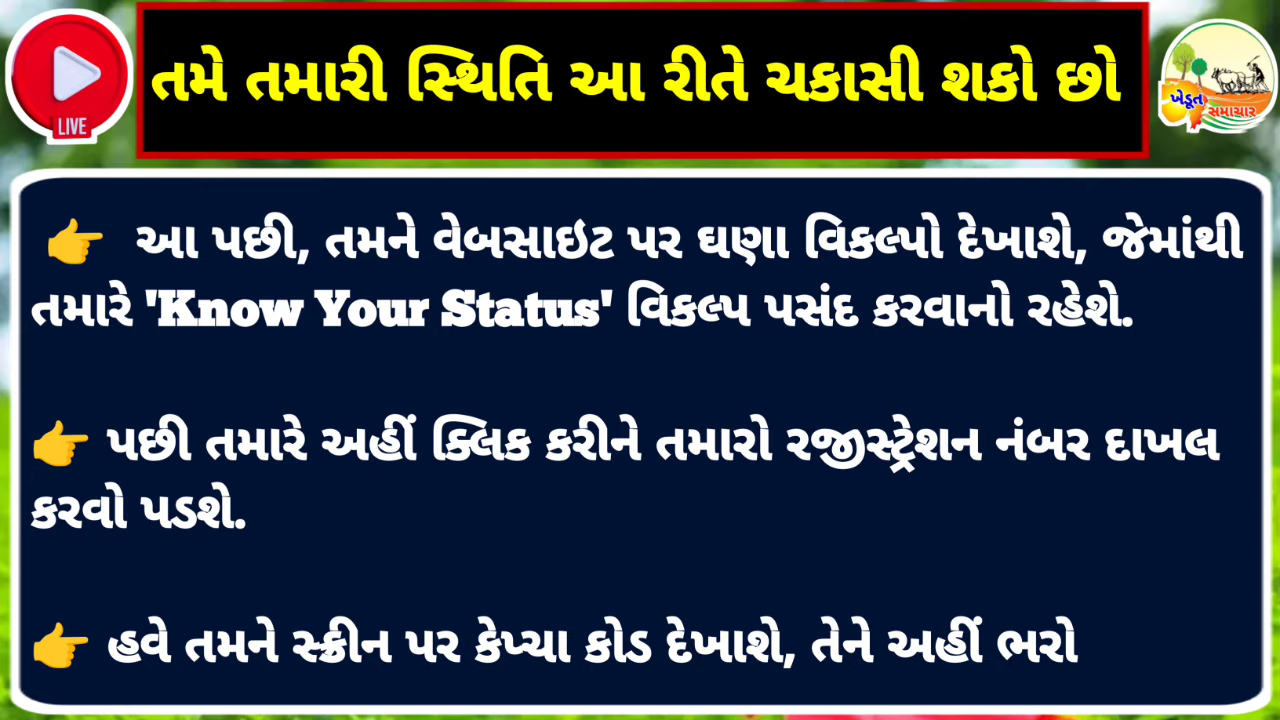 તમે તમારી સ્થિતિ આ રીતે ચકાસી શકો છો
LIVE
ખેડૂત
સમાચાર
👉 આ પછી, તમને વેબસાઇટ પર ઘણા વિકલ્પો દેખાશે, જેમાંથી
તમારે 'Know Your Status' વિકલ્પ પસંદ કરવાનો રહેશે.
👉 પછી તમારે અહીં ક્લિક કરીને તમારો રજીસ્ટ્રેશન નંબર દાખલ
કરવો પડશે.
👉 હવે તમને સ્ક્રીન પર કેપ્ચા કોડ દેખાશે, તેને અહીં ભરો